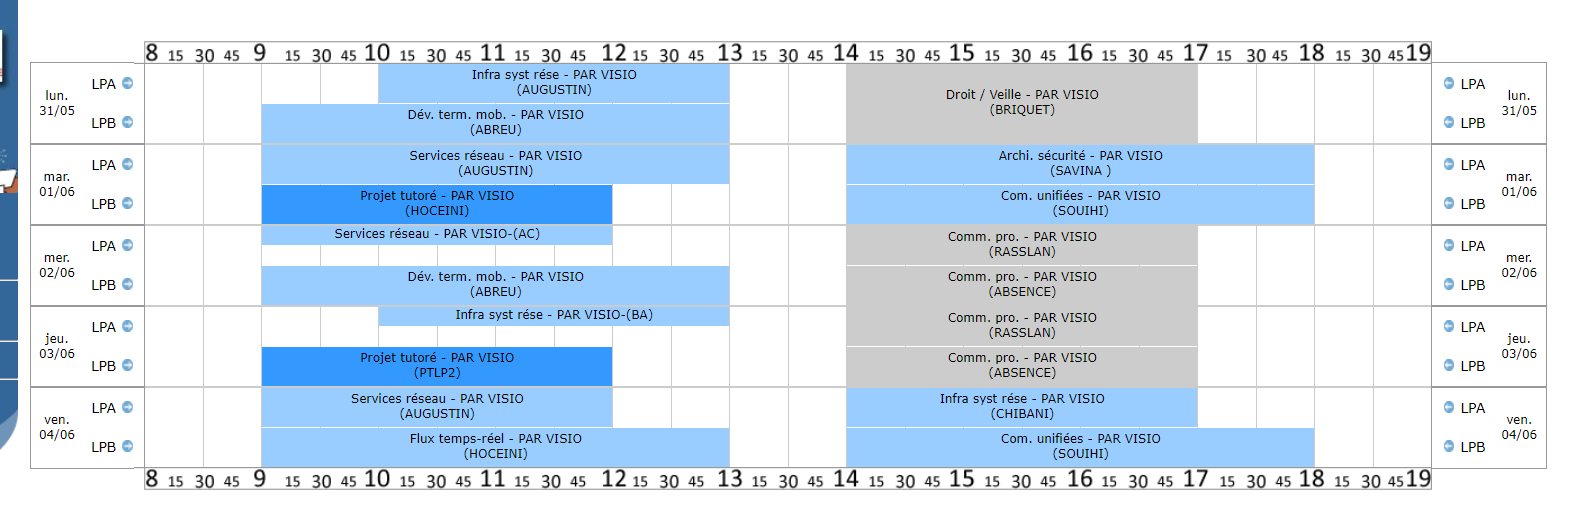 8 15 30 45 9 15 30 45 10 15 30 45 11 15 30 45 12 15 30 45 13 15 30 45 14 15 30 45 15 15 30 45 16 15 30 45 17 15 30 45 18 15 30 45 19
lun.
31/05
LPA
LPB
Infra syst rése - PAR VISIO
(AUGUSTIN)
Dév. term. mob. - PAR VISIO
(ABREU)
Droit / Veille - PAR VISIO
(BRIQUET)
LPA
LPB
lun.
31/05
mar.
01/06
LPA
LPB
Services réseau - PAR VISIO
(AUGUSTIN)
Projet tutoré - PAR VISIO
(HOCEINI)
Archi. sécurité - PAR VISIO
(SAVINA )
Com. unifiées - PAR VISIO
(SOUIHI)
LPA
LPB
mar.
01/06
mer.
02/06
LPA
LPB
Services réseau - PAR VISIO-(AC)
Dév. term. mob. - PAR VISIO
(ABREU)
Comm. pro. - PAR VISIO
(RASSLAN)
Comm. pro. - PAR VISIO
(ABSENCE)
LPA
LPB
mer.
02/06
jeu.
03/06
LPA
LPB
Infra syst rése - PAR VISIO-(BA)
Projet tutoré - PAR VISIO
(PTLP2)
Comm. pro. - PAR VISIO
(RASSLAN)
Comm. pro. - PAR VISIO
(ABSENCE)
LPA
LPB
jeu.
03/06
ven.
04/06
LPA
LPB
Services réseau - PAR VISIO
(AUGUSTIN)
Flux temps-réel - PAR VISIO
(HOCEINI)
Infra syst rése - PAR VISIO
(CHIBANI)
Com. unifiées - PAR VISIO
(SOUIHI)
LPA
LPB
ven.
04/06
8 15 30 45 9 15 30 45 10 15 30 45 11 15 30 45 12 15 30 45 13 15 30 45 14 15 30 45 15 15 30 45 16 15 30 45 17 15 30 45 18 15 30 45 19